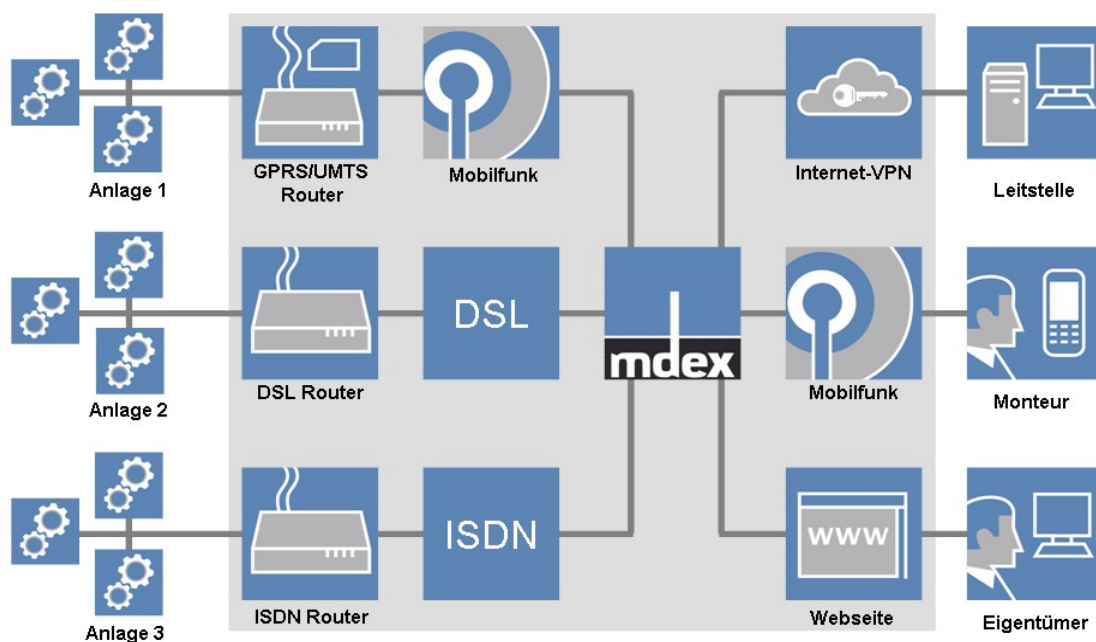 Anlage 1
GPRS/UMTS
Router
Mobilfunk
Internet-VPN
Leitstelle
Anlage 2
DSL Router
DSL
mdex
Mobilfunk
Monteur
Anlage 3
ISDN Router
ISDN
www
Webseite
Eigentümer